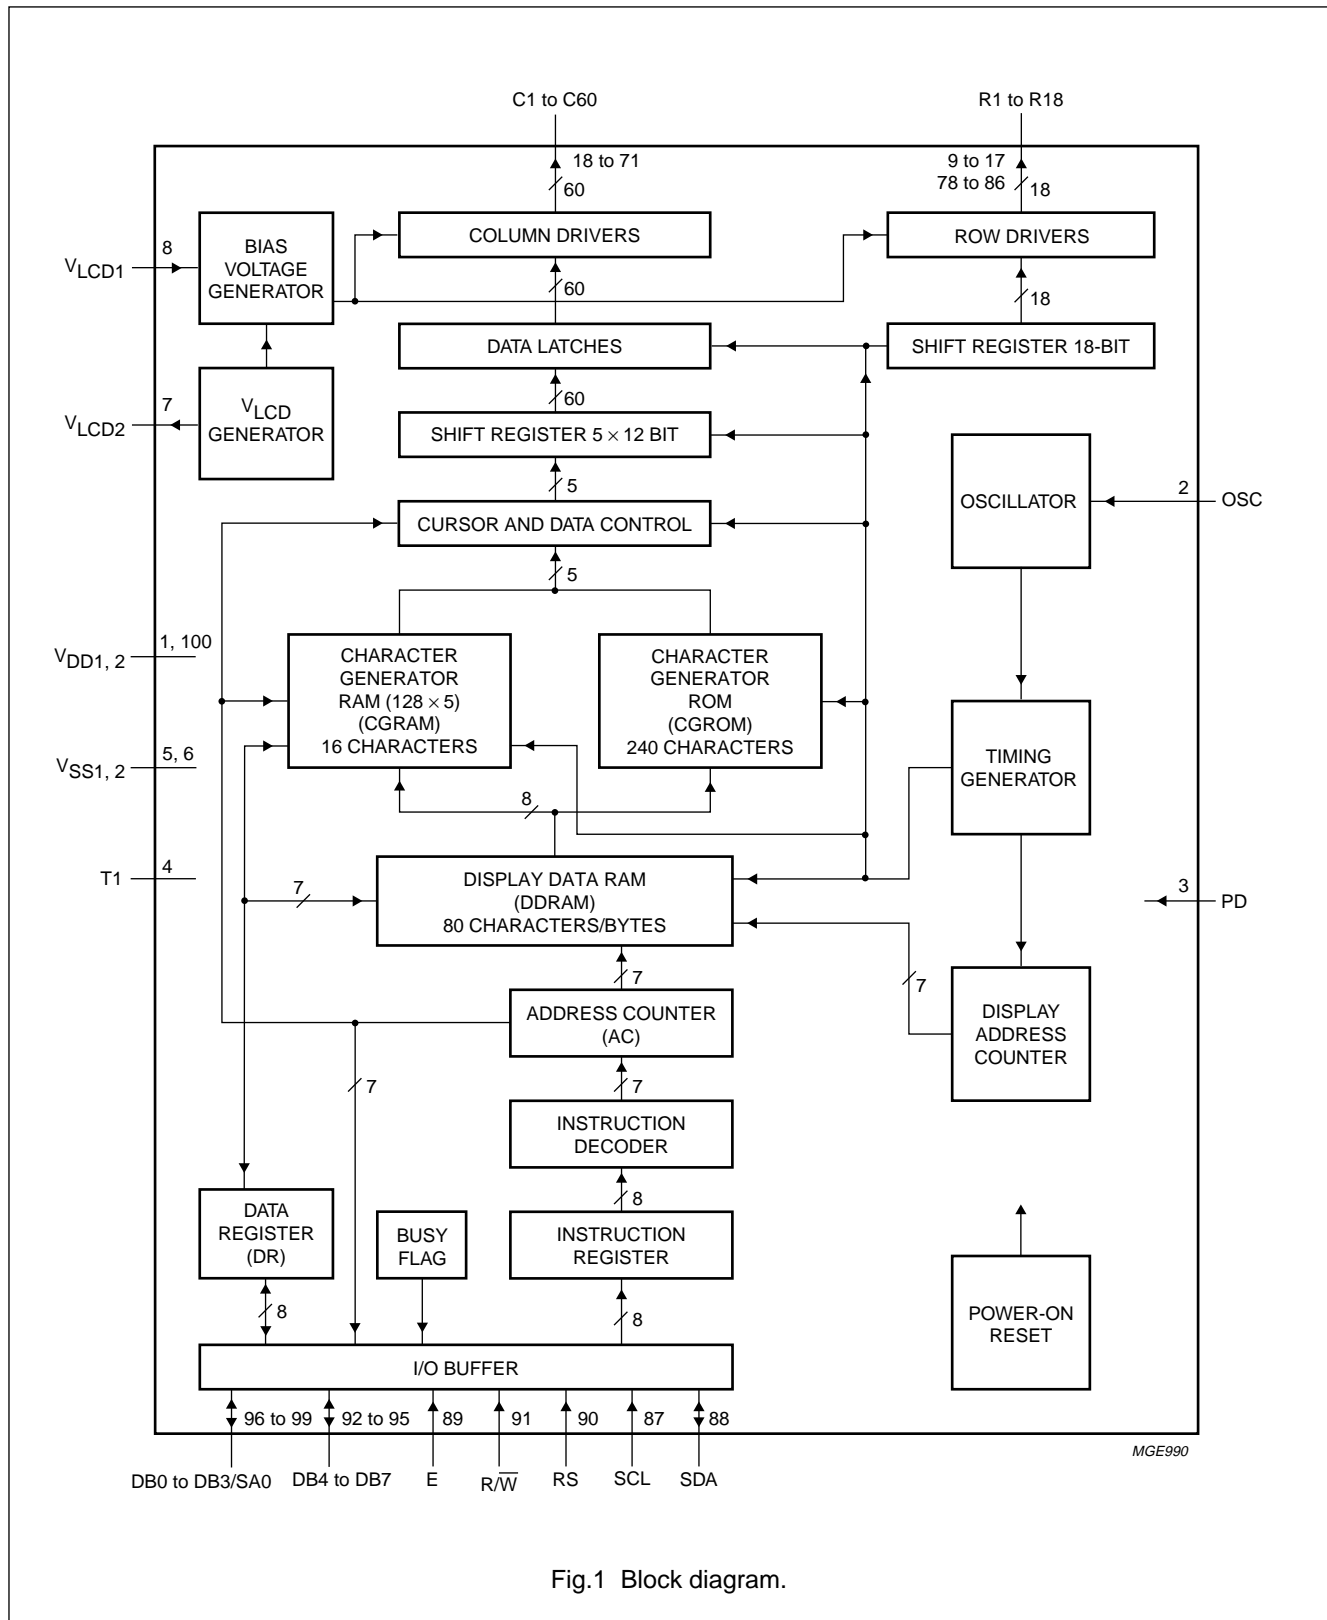 C1 to C60
R1 to R18
18 to 71
60
9 to 17
78 to 86
18
8
VLCD1
BIAS
VOLTAGE
GENERATOR
COLUMN DRIVERS
ROW DRIVERS
60
18
DATA LATCHES
SHIFT REGISTER 18-BIT
7
VLCD2
VLCD
GENERATOR
60
SHIFT REGISTER 5 × 12 BIT
5
OSCILLATOR
2
OSC
CURSOR AND DATA CONTROL
5
1, 100
VDD1, 2
CHARACTER
GENERATOR
RAM (128 × 5)
(CGRAM)
16 CHARACTERS
CHARACTER
GENERATOR
ROM
(CGROM)
240 CHARACTERS
5, 6
VSS1, 2
TIMING
GENERATOR
8
4
T1
7
DISPLAY DATA RAM
(DDRAM)
80 CHARACTERS/BYTES
3
PD
7
7
ADDRESS COUNTER
(AC)
DISPLAY
ADDRESS
COUNTER
7
7
INSTRUCTION
DECODER
8
DATA
REGISTER
(DR)
BUSY
FLAG
INSTRUCTION
REGISTER
8
8
POWER-ON
RESET
I/O BUFFER
96 to 99
92 to 95
89
91
90
87
88
DB0 to DB3/SA0
DB4 to DB7
E
R/W̅
RS
SCL
SDA
MGE990
Fig.1 Block diagram.